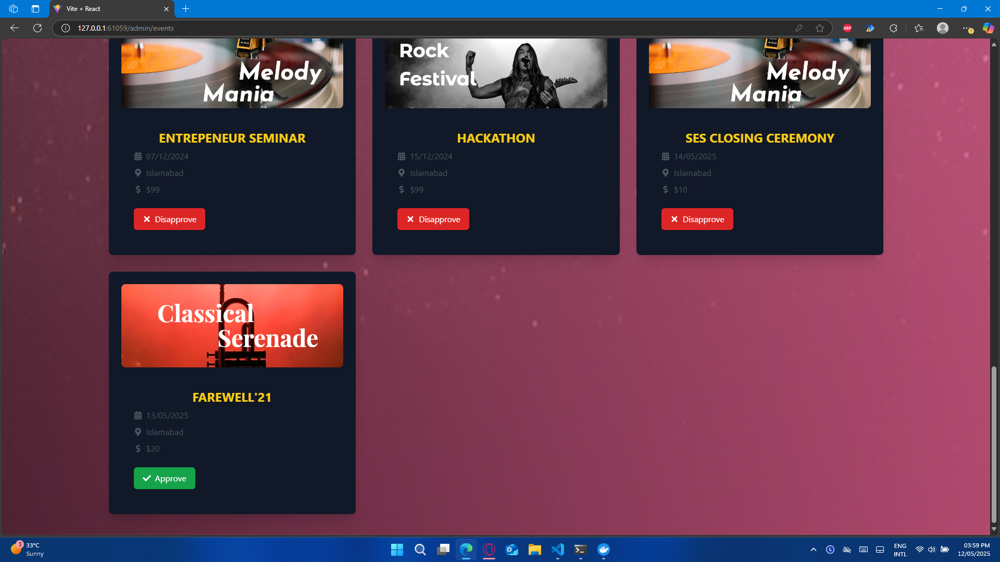 Vite + React
127.0.0.1:61059/admin/events
ABP
Melody
Mania
Rock
Festival
Melody
Mania
ENTREPENEUR SEMINAR
07/12/2024
Islamabad
$99
Disapprove
HACKATHON
15/12/2024
Islamabad
$99
Disapprove
SES CLOSING CEREMONY
14/05/2025
Islamabad
$10
Disapprove
Classical
Serenade
FAREWELL'21
13/05/2025
Islamabad
$20
Approve
3
33°C
Sunny
L
ENG
INTL
03:59 PM
12/05/2025